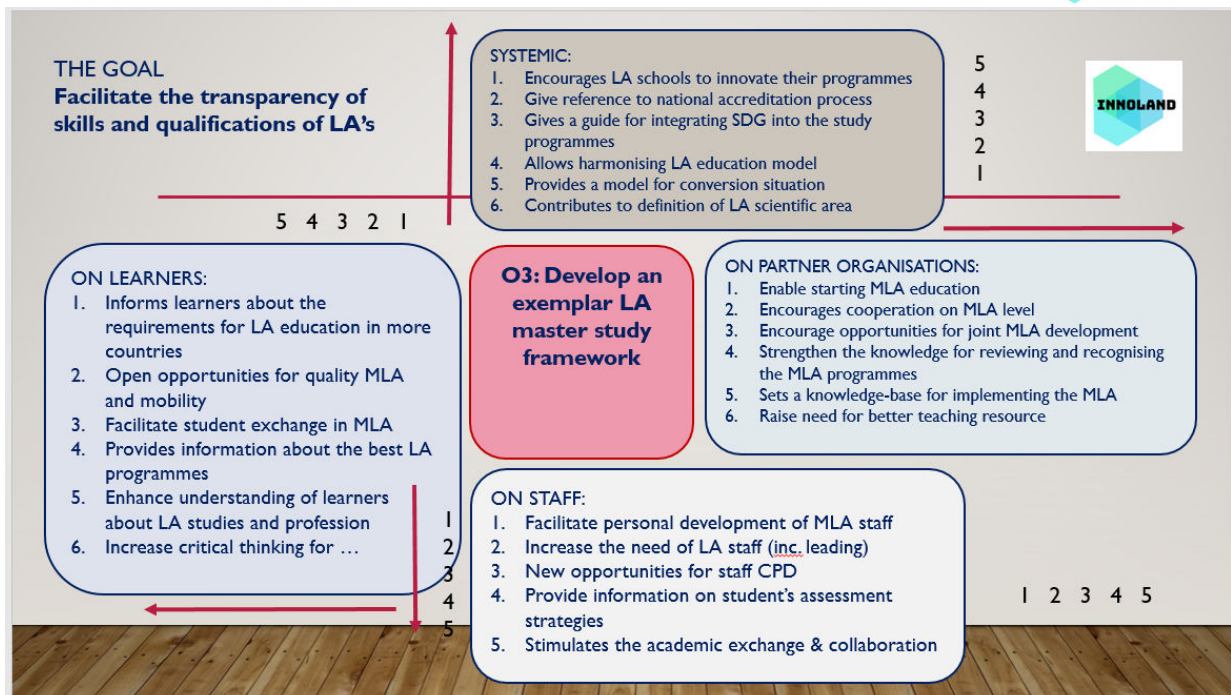 THE GOAL
Facilitate the transparency of
skills and qualifications of LA's
SYSTEMIC:
1. Encourages LA schools to innovate their programmes
2. Give reference to national accreditation process
3. Gives a guide for integrating SDG into the study
programmes
4. Allows harmonising LA education model
5. Provides a model for conversion situation
6. Contributes to definition of LA scientific area
5
4
3
2
1
INNOLAND
5 4 3 2 1
ON LEARNERS:
1. Informs learners about the
requirements for LA education in more
countries
2. Open opportunities for quality MLA
and mobility
3. Facilitate student exchange in MLA
4. Provides information about the best LA
programmes
5. Enhance understanding of learners
about LA studies and profession
6. Increase critical thinking for …
O3: Develop an
exemplar LA
master study
framework
ON PARTNER ORGANISATIONS:
1. Enable starting MLA education
2. Encourages cooperation on MLA level
3. Encourage opportunities for joint MLA development
4. Strengthen the knowledge for reviewing and recognising
the MLA programmes
5. Sets a knowledge-base for implementing the MLA
6. Raise need for better teaching resource
1
2
3
4
5
ON STAFF:
1. Facilitate personal development of MLA staff
2. Increase the need of LA staff (inc. leading)
3. New opportunities for staff CPD
4. Provide information on student's assessment
strategies
5. Stimulates the academic exchange & collaboration
1 2 3 4 5